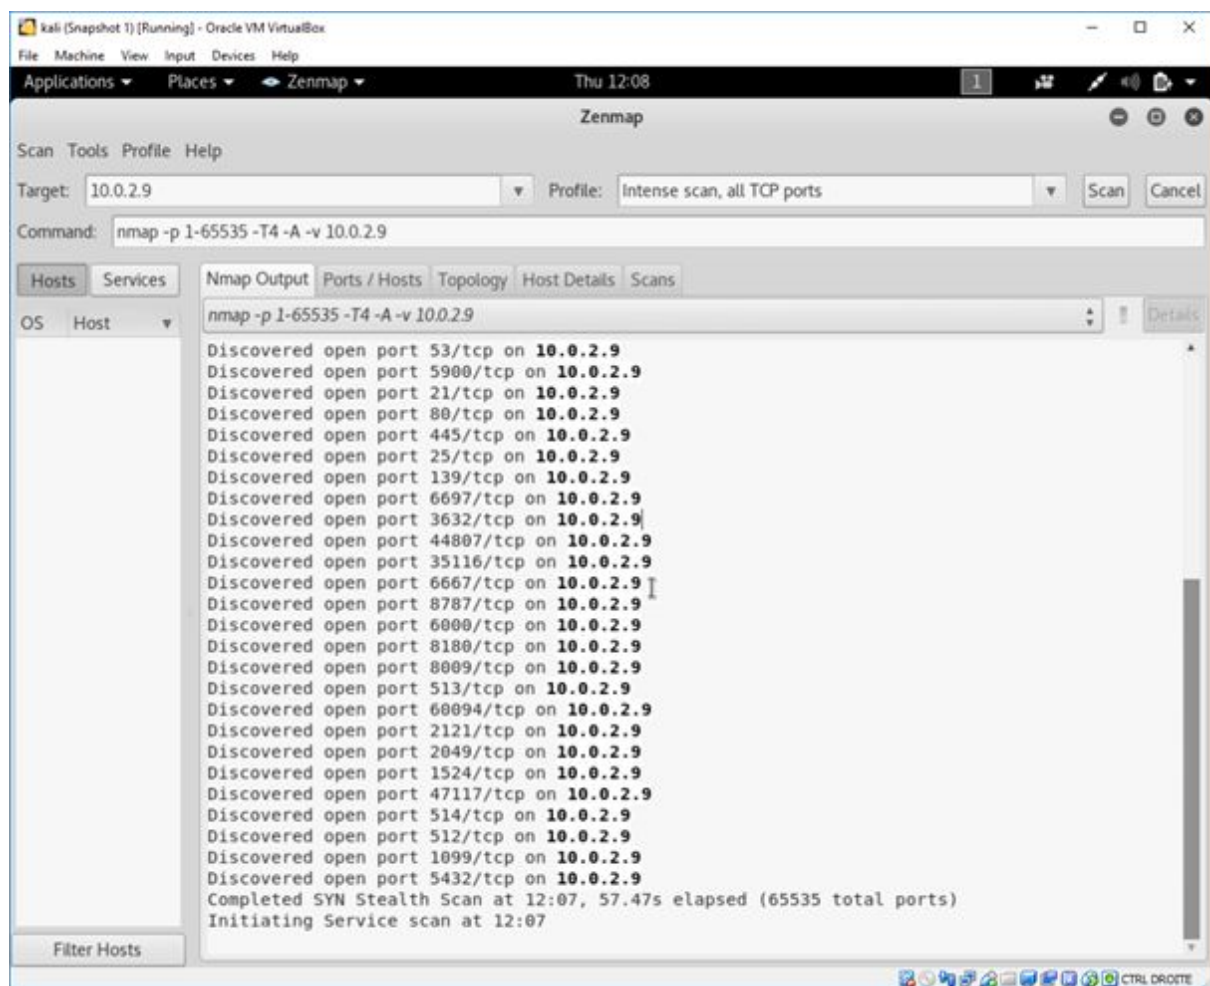 kali (Snapshot 1) [Running] - Oracle VM VirtualBox
File Machine View Input Devices Help
Applications Places Zenmap Thu 12:08 1
Zenmap
Scan Tools Profile Help
Target: 10.0.2.9 Profile: Intense scan, all TCP ports Scan Cancel
Command: nmap -p 1-65535 -T4 -A -v 10.0.2.9
Hosts Services Nmap Output Ports / Hosts Topology Host Details Scans
OS Host nmap -p 1-65535 -T4 -A -v 10.0.2.9 Details
Discovered open port 53/tcp on 10.0.2.9
Discovered open port 5900/tcp on 10.0.2.9
Discovered open port 21/tcp on 10.0.2.9
Discovered open port 80/tcp on 10.0.2.9
Discovered open port 445/tcp on 10.0.2.9
Discovered open port 25/tcp on 10.0.2.9
Discovered open port 139/tcp on 10.0.2.9
Discovered open port 6697/tcp on 10.0.2.9
Discovered open port 3632/tcp on 10.0.2.9
Discovered open port 44807/tcp on 10.0.2.9
Discovered open port 35116/tcp on 10.0.2.9
Discovered open port 6667/tcp on 10.0.2.9
Discovered open port 8787/tcp on 10.0.2.9
Discovered open port 6000/tcp on 10.0.2.9
Discovered open port 8180/tcp on 10.0.2.9
Discovered open port 8009/tcp on 10.0.2.9
Discovered open port 513/tcp on 10.0.2.9
Discovered open port 60094/tcp on 10.0.2.9
Discovered open port 2121/tcp on 10.0.2.9
Discovered open port 2049/tcp on 10.0.2.9
Discovered open port 1524/tcp on 10.0.2.9
Discovered open port 47117/tcp on 10.0.2.9
Discovered open port 514/tcp on 10.0.2.9
Discovered open port 512/tcp on 10.0.2.9
Discovered open port 1099/tcp on 10.0.2.9
Discovered open port 5432/tcp on 10.0.2.9
Completed SYN Stealth Scan at 12:07, 57.47s elapsed (65535 total ports)
Initiating Service scan at 12:07
Filter Hosts
CTRL DROITE